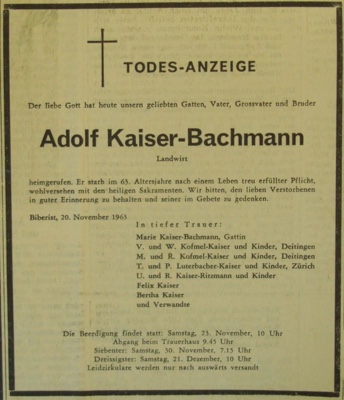 TODES-ANZEIGE
Der liebe Gott hat heute unsern geliebten Gatten, Vater, Grossvater und Bruder
Adolf Kaiser-Bachmann
Landwirt
heimgerufen. Er starb im 65. Altersjahre nach einem Leben treu erfüllter Pflicht,
wohlversehen mit den heiligen Sakramenten. Wir bitten, den lieben Verstorbenen
in guter Erinnerung zu behalten und seiner im Gebete zu gedenken.
Biberist, 20. November 1963
In tiefer Trauer:
Marie Kaiser-Bachmann, Gattin
V. und W. Kofmel-Kaiser und Kinder, Deitingen
M. und R. Kofmel-Kaiser und Kinder, Deitingen
T. und P. Luterbacher-Kaiser und Kinder, Zürich
U. und R. Kaiser-Ritzmann und Kinder
Felix Kaiser
Bertha Kaiser
und Verwandte
Die Beerdigung findet statt: Samstag, 23. November, 10 Uhr
Abgang beim Trauerhause 9.45 Uhr
Siebenter: Samstag, 30. November, 7.15 Uhr
Dreissigster: Samstag, 21. Dezember, 10 Uhr
Leidzirkulare werden nur nach auswärts versandt